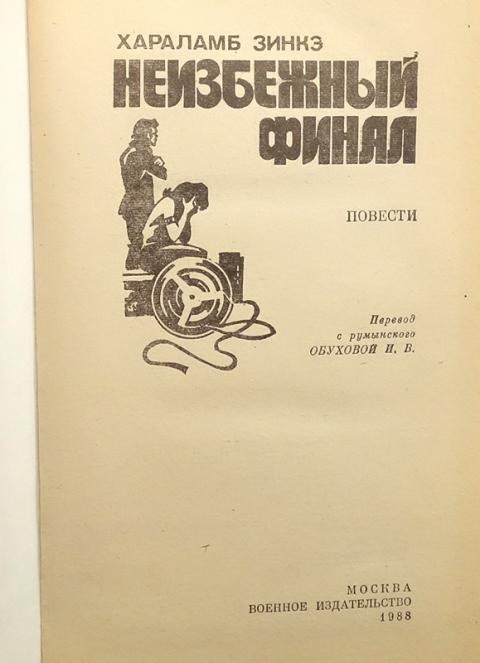 ХАРАЛАМБ ЗИНКЭ
НЕИЗБЕЖНЫЙ
ФИНАЛ
ПОВЕСТИ
Перевод
с румынского
ОБУХОВОЙ И. В.
МОСКВА
ВОЕННОЕ ИЗДАТЕЛЬСТВО
1988